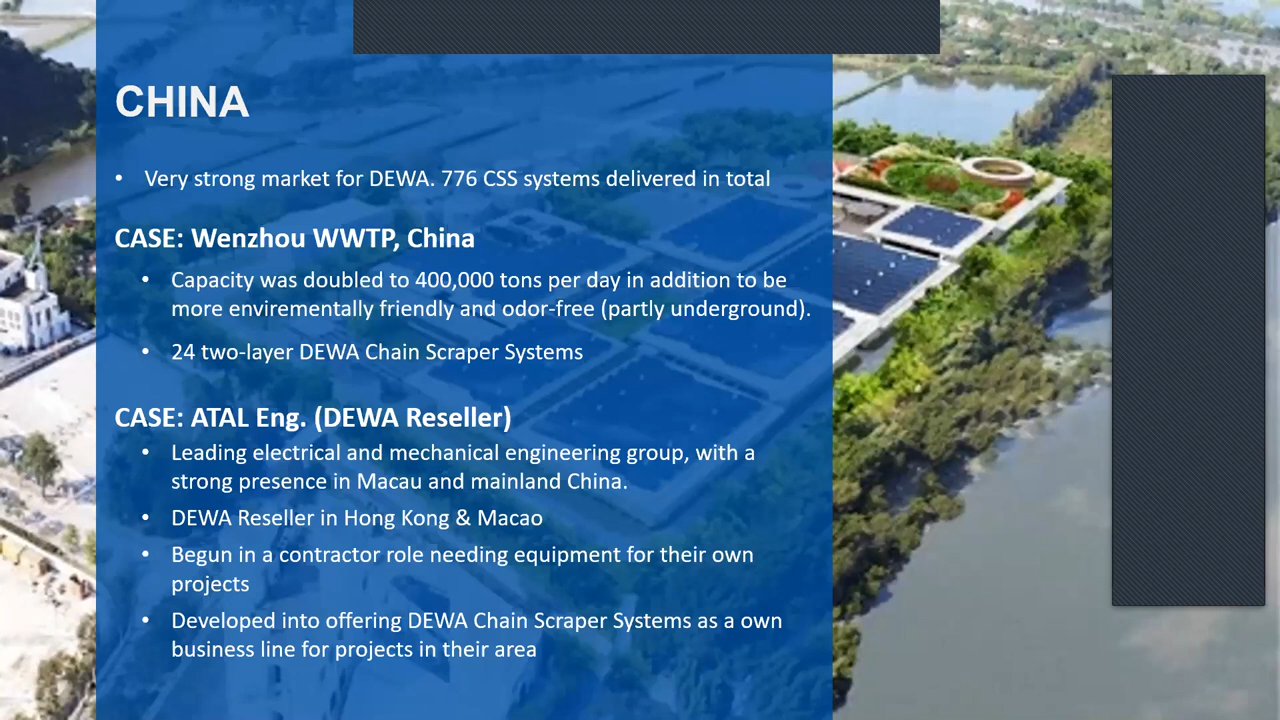 CHINA
• Very strong market for DEWA. 776 CSS systems delivered in total
CASE: Wenzhou WWTP, China
• Capacity was doubled to 400,000 tons per day in addition to be
more envirementally friendly and odor-free (partly underground).
• 24 two-layer DEWA Chain Scraper Systems
CASE: ATAL Eng. (DEWA Reseller)
• Leading electrical and mechanical engineering group, with a
strong presence in Macau and mainland China.
• DEWA Reseller in Hong Kong & Macao
• Begun in a contractor role needing equipment for their own
projects
• Developed into offering DEWA Chain Scraper Systems as a own
business line for projects in their area